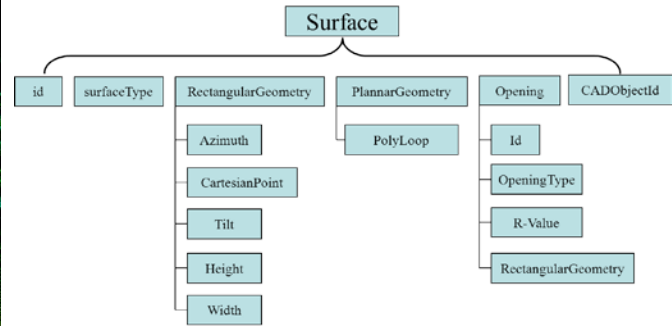 Surface
id
surfaceType
RectangularGeometry
PlannarGeometry
Opening
CADObjectId
Azimuth
CartesianPoint
Tilt
Height
Width
PolyLoop
Id
OpeningType
R-Value
RectangularGeometry